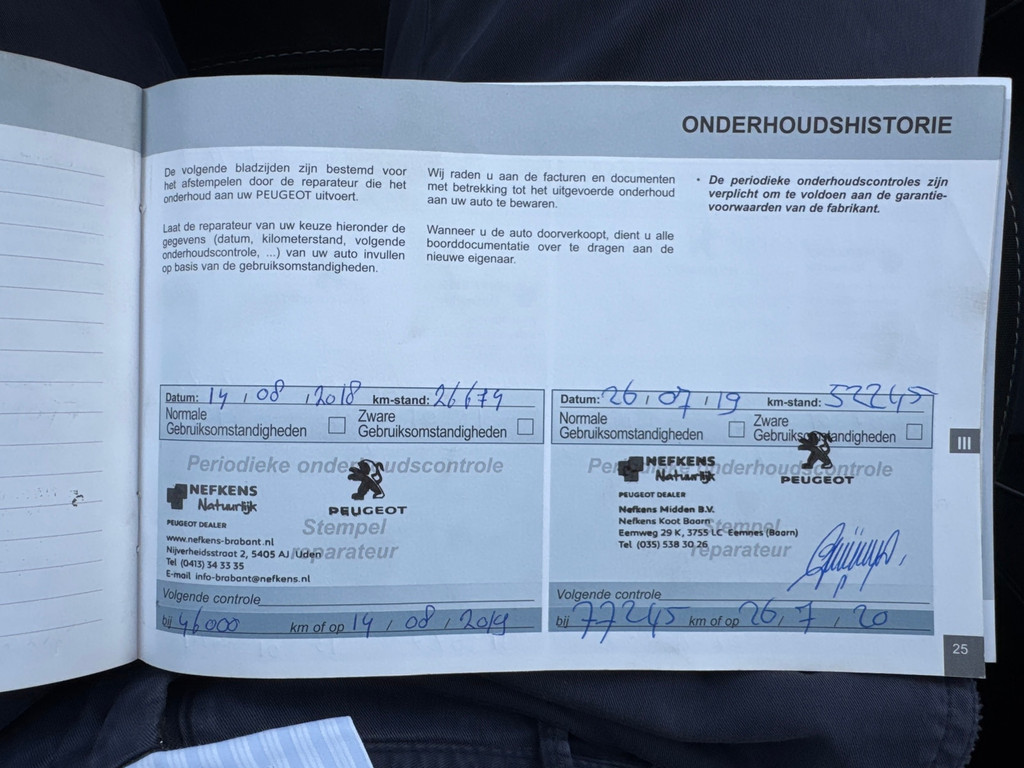 ONDERHOUDSHISTORIE
De volgende bladzijden zijn bestemd voor
het afstempelen door de reparateur die het
onderhoud aan uw PEUGEOT uitvoert.
Laat de reparateur van uw keuze hieronder de
gegevens (datum, kilometerstand, volgende
onderhoudscontrole, ...) van uw auto invullen
op basis van de gebruiksomstandigheden.
Wij raden u aan de facturen en documenten
met betrekking tot het uitgevoerde onderhoud
aan uw auto te bewaren.
Wanneer u de auto doorverkoopt, dient u alle
boorddocumentatie over te dragen aan de
nieuwe eigenaar.
• De periodieke onderhoudscontroles zijn
verplicht om te voldoen aan de garantie-
voorwaarden van de fabrikant.
Datum: 14 / 08 / 2018 km-stand: 26679
Normale
Gebruiksomstandigheden
Zware
Gebruiksomstandigheden
Periodieke onderhoudscontrole
NEFKENS
Natuurlijk
PEUGEOT
PEUGEOT DEALER
Stempel
reparateur
www.nefkens-brabant.nl
Nijverheidsstraat 2, 5405 AJ Uden
Tel (0413) 34 33 35
E-mail info-brabant@nefkens.nl
Volgende controle
bij 46000 km of op 14 / 08 / 2019
Datum: 26 / 07 / 19 km-stand: 52245
Normale
Gebruiksomstandigheden
Zware
Gebruiksomstandigheden
Periodieke onderhoudscontrole
NEFKENS
Natuurlijk
PEUGEOT
PEUGEOT DEALER
Nefkens Midden B.V.
Nefkens Koot Baarn
Stempel
Eemweg 29 K, 3755 LC Eemnes (Baarn)
Tel (035) 538 30 26
reparateur
Volgende controle
bij 77245 km of op 26 / 7 / 20
III
25